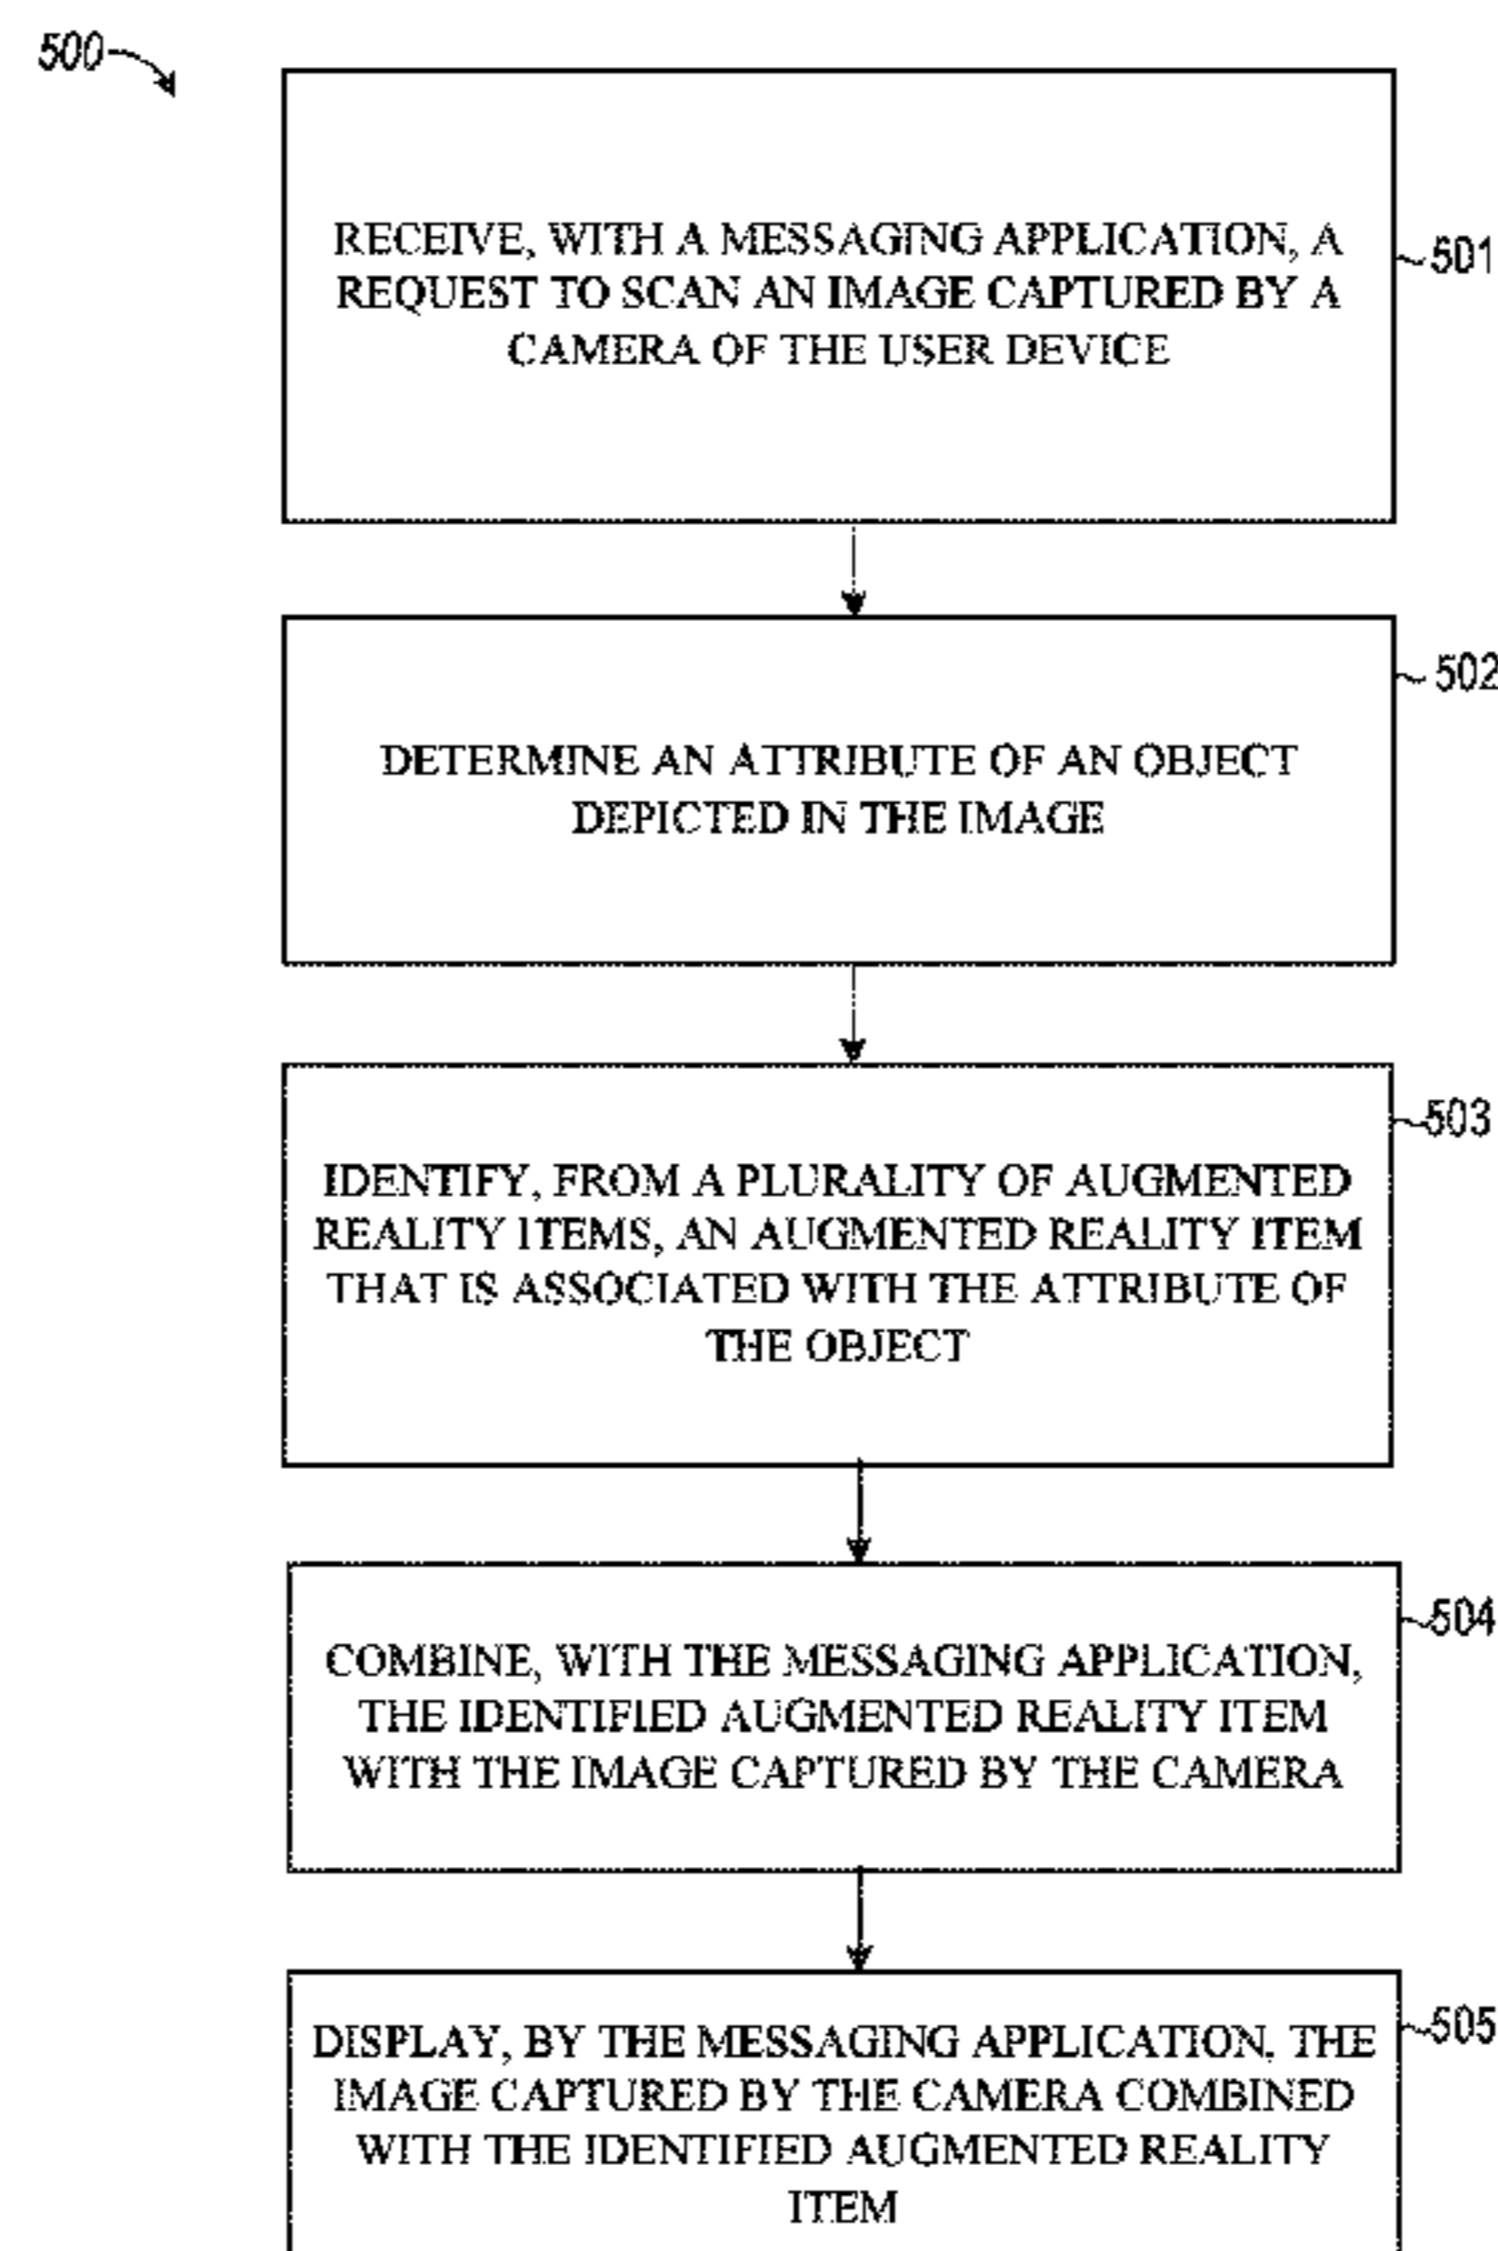 500
RECEIVE, WITH A MESSAGING APPLICATION, A
REQUEST TO SCAN AN IMAGE CAPTURED BY A
CAMERA OF THE USER DEVICE
501
502
DETERMINE AN ATTRIBUTE OF AN OBJECT
DEPICTED IN THE IMAGE
503
IDENTIFY, FROM A PLURALITY OF AUGMENTED
REALITY ITEMS, AN AUGMENTED REALITY ITEM
THAT IS ASSOCIATED WITH THE ATTRIBUTE OF
THE OBJECT
504
COMBINE, WITH THE MESSAGING APPLICATION,
THE IDENTIFIED AUGMENTED REALITY ITEM
WITH THE IMAGE CAPTURED BY THE CAMERA
505
DISPLAY, BY THE MESSAGING APPLICATION, THE
IMAGE CAPTURED BY THE CAMERA COMBINED
WITH THE IDENTIFIED AUGMENTED REALITY
ITEM